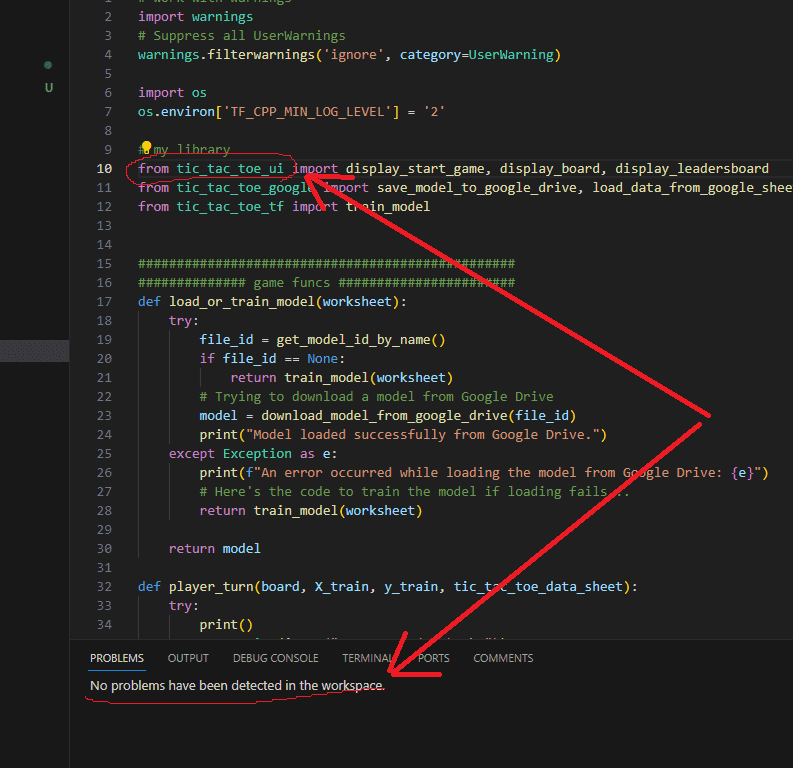 U
1
# work with warnings
2
import warnings
3
# Suppress all UserWarnings
4
warnings.filterwarnings('ignore', category=UserWarning)
5
6
import os
7
os.environ['TF_CPP_MIN_LOG_LEVEL'] = '2'
8
9
# my library
10
from tic_tac_toe_ui import display_start_game, display_board, display_leadersboard
11
from tic_tac_toe_google import save_model_to_google_drive, load_data_from_google_shee
12
from tic_tac_toe_tf import train_model
13
14
15
#################################################
16
############## game funcs #######################
17
def load_or_train_model(worksheet):
18
try:
19
file_id = get_model_id_by_name()
20
if file_id == None:
21
return train_model(worksheet)
22
# Trying to download a model from Google Drive
23
model = download_model_from_google_drive(file_id)
24
print("Model loaded successfully from Google Drive.")
25
except Exception as e:
26
print(f"An error occurred while loading the model from Google Drive: {e}")
27
# Here's the code to train the model if loading fails...
28
return train_model(worksheet)
29
30
return model
31
32
def player_turn(board, X_train, y_train, tic_tac_toe_data_sheet):
33
try:
34
print()
PROBLEMS OUTPUT DEBUG CONSOLE TERMINAL PORTS COMMENTS
No problems have been detected in the workspace.